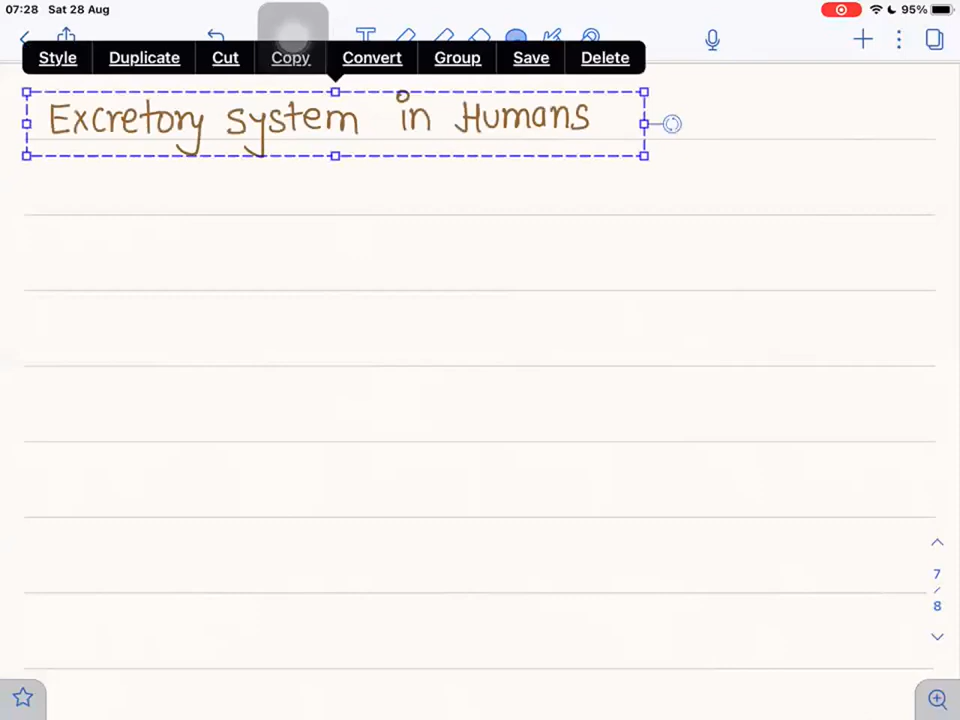 07:28 Sat 28 Aug 95%
Style Duplicate Cut Copy Convert Group Save Delete
Excretory system in Humans
7
/
8